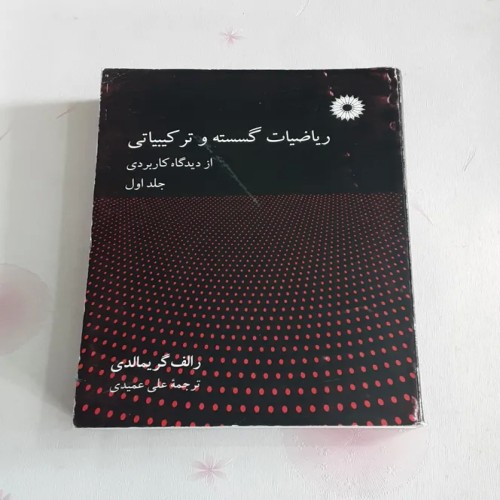 ریاضیات گسسته و ترکیبیاتی
از دیدگاه کاربردی
جلد اول
رالف گریمالدی
ترجمهٔ علی عمیدی